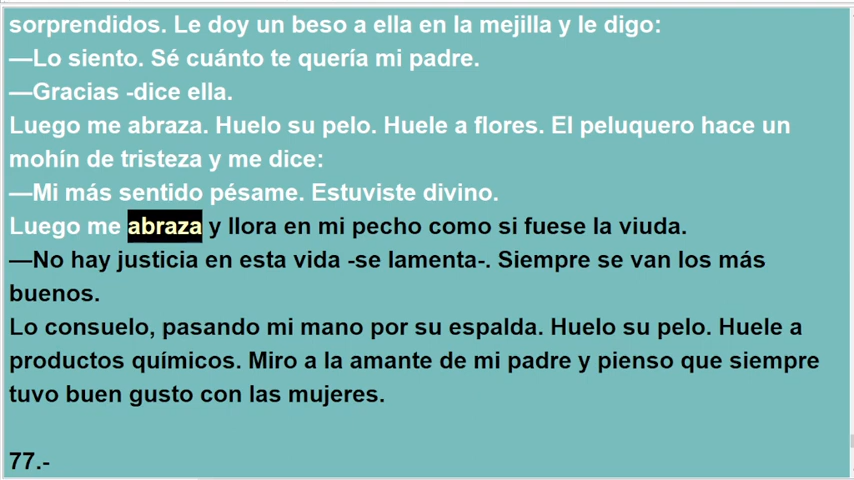 sorprendidos. Le doy un beso a ella en la mejilla y le digo:
—Lo siento. Sé cuánto te quería mi padre.
—Gracias -dice ella.
Luego me abraza. Huelo su pelo. Huele a flores. El peluquero hace un
mohín de tristeza y me dice:
—Mi más sentido pésame. Estuviste divino.
Luego me abraza y llora en mi pecho como si fuese la viuda.
—No hay justicia en esta vida -se lamenta-. Siempre se van los más
buenos.
Lo consuelo, pasando mi mano por su espalda. Huelo su pelo. Huele a
productos químicos. Miro a la amante de mi padre y pienso que siempre
tuvo buen gusto con las mujeres.
77.-